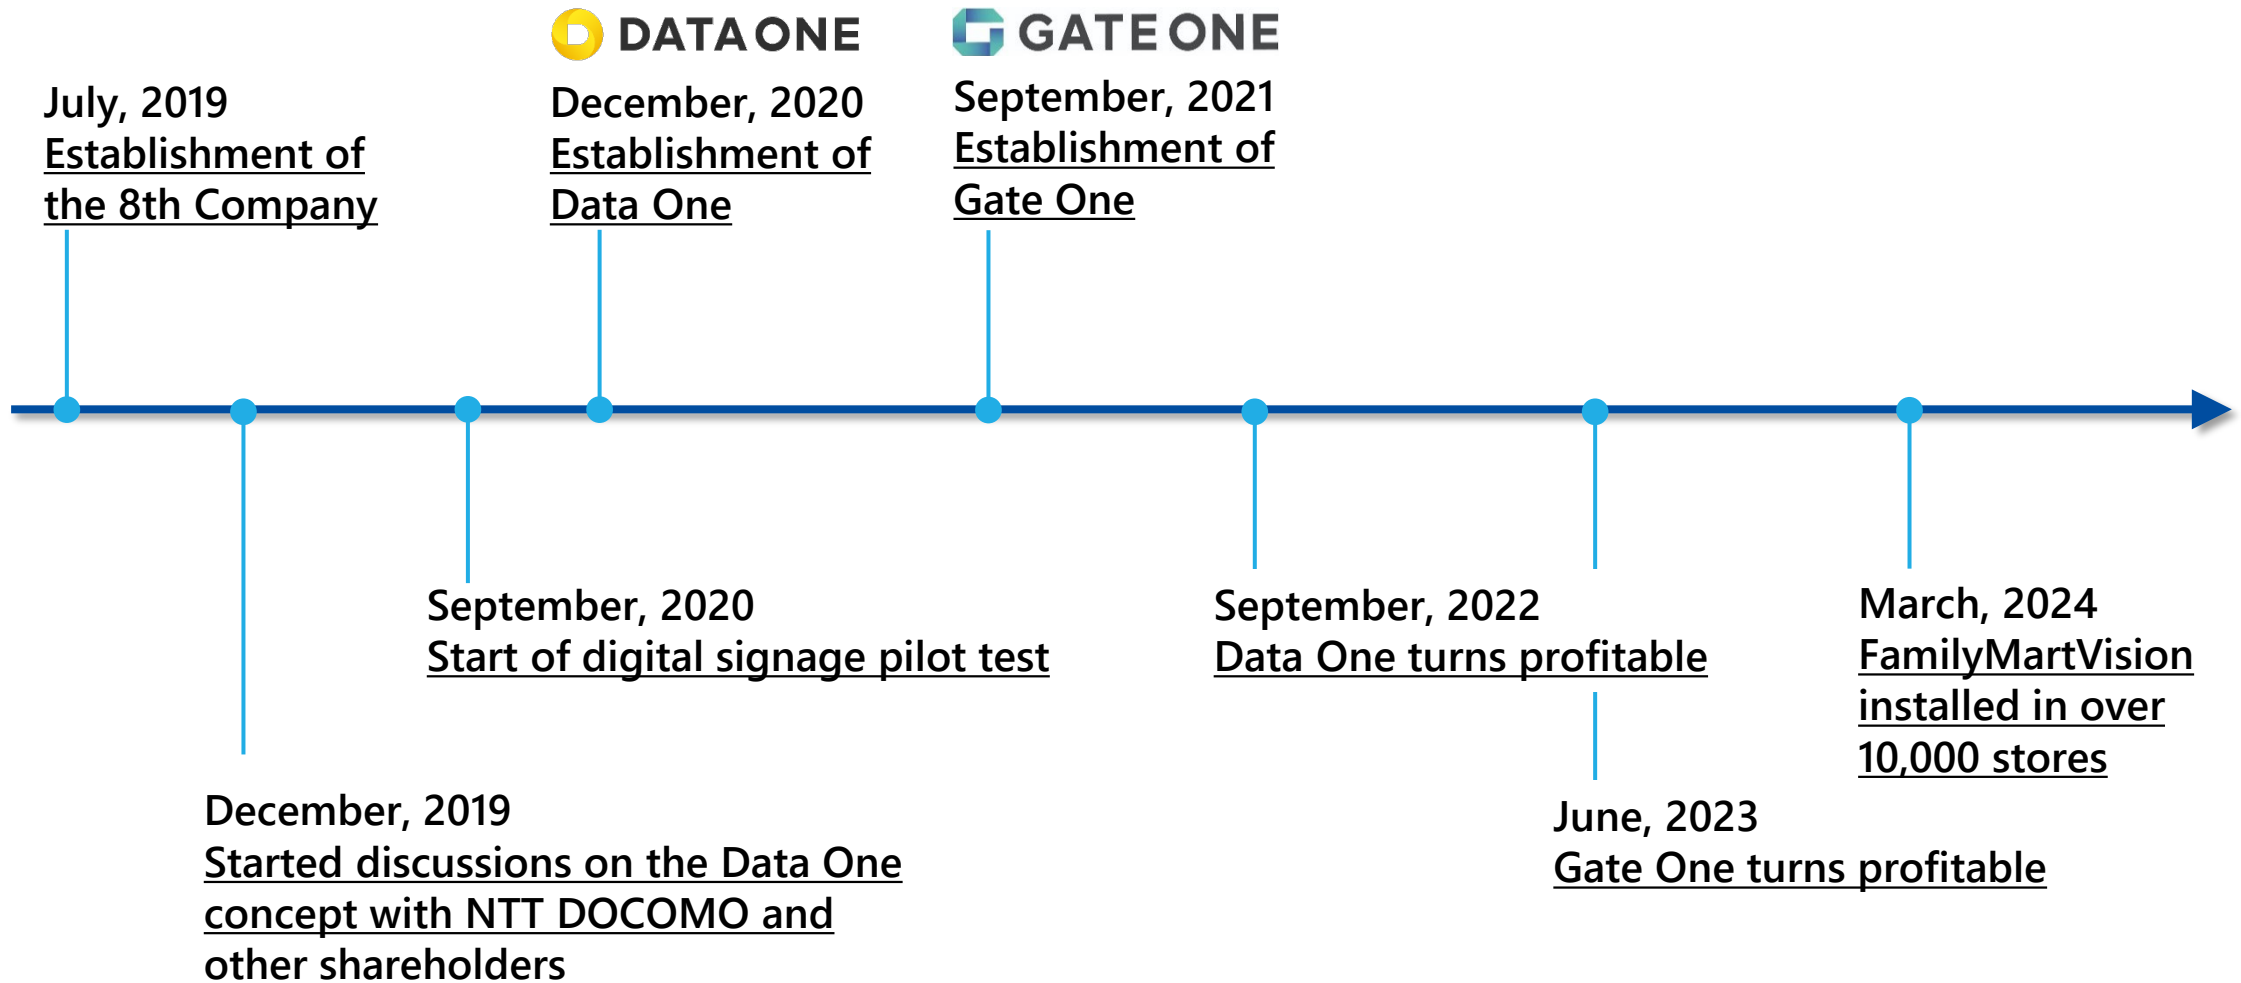 DATA ONE
GATE ONE
July, 2019
Establishment of
the 8th Company
December, 2020
Establishment of
Data One
September, 2021
Establishment of
Gate One
September, 2020
Start of digital signage pilot test
September, 2022
Data One turns profitable
March, 2024
FamilyMartVision
installed in over
10,000 stores
December, 2019
Started discussions on the Data One
concept with NTT DOCOMO and
other shareholders
June, 2023
Gate One turns profitable